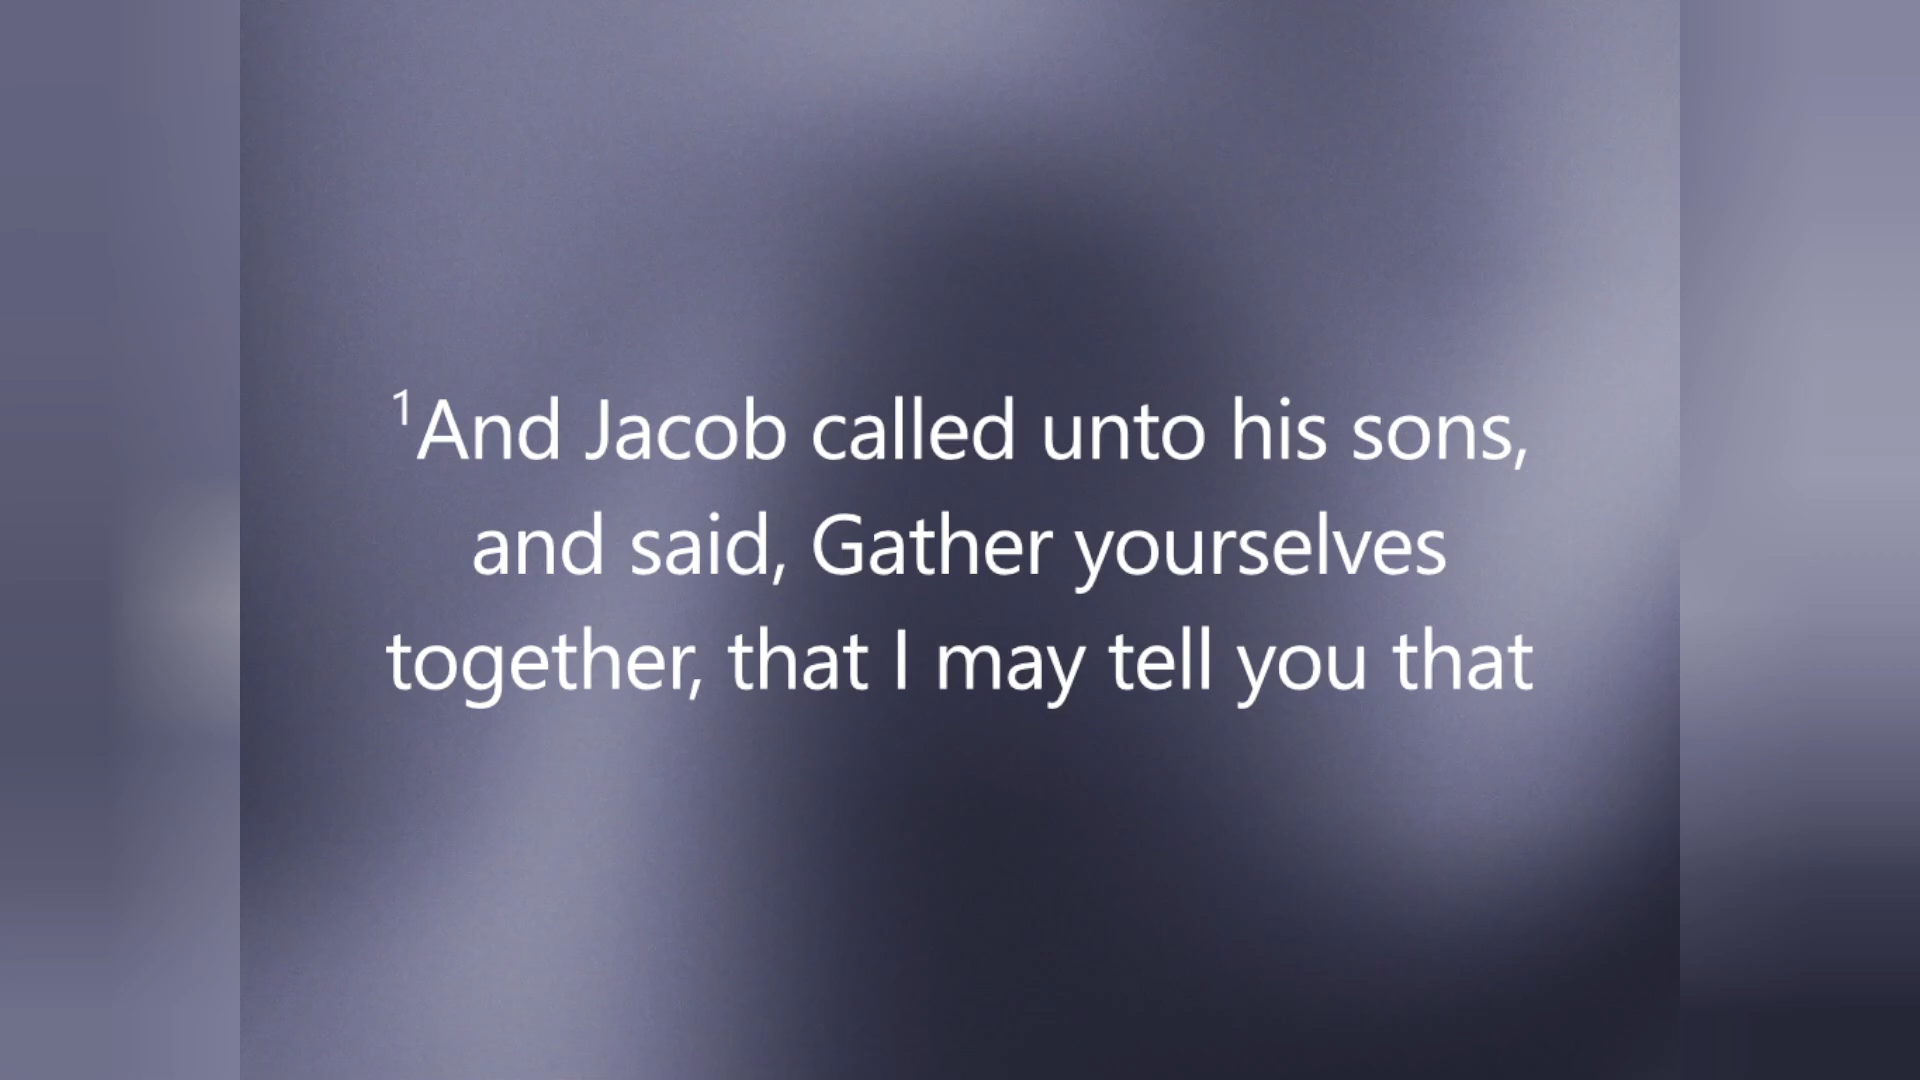 ¹And Jacob called unto his sons,
and said, Gather yourselves
together, that I may tell you that